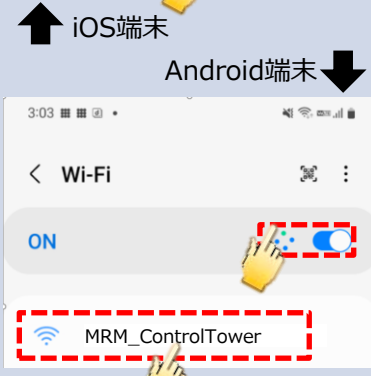 iOS端末
Android端末
3:03
Wi-Fi
ON
MRM_ControlTower